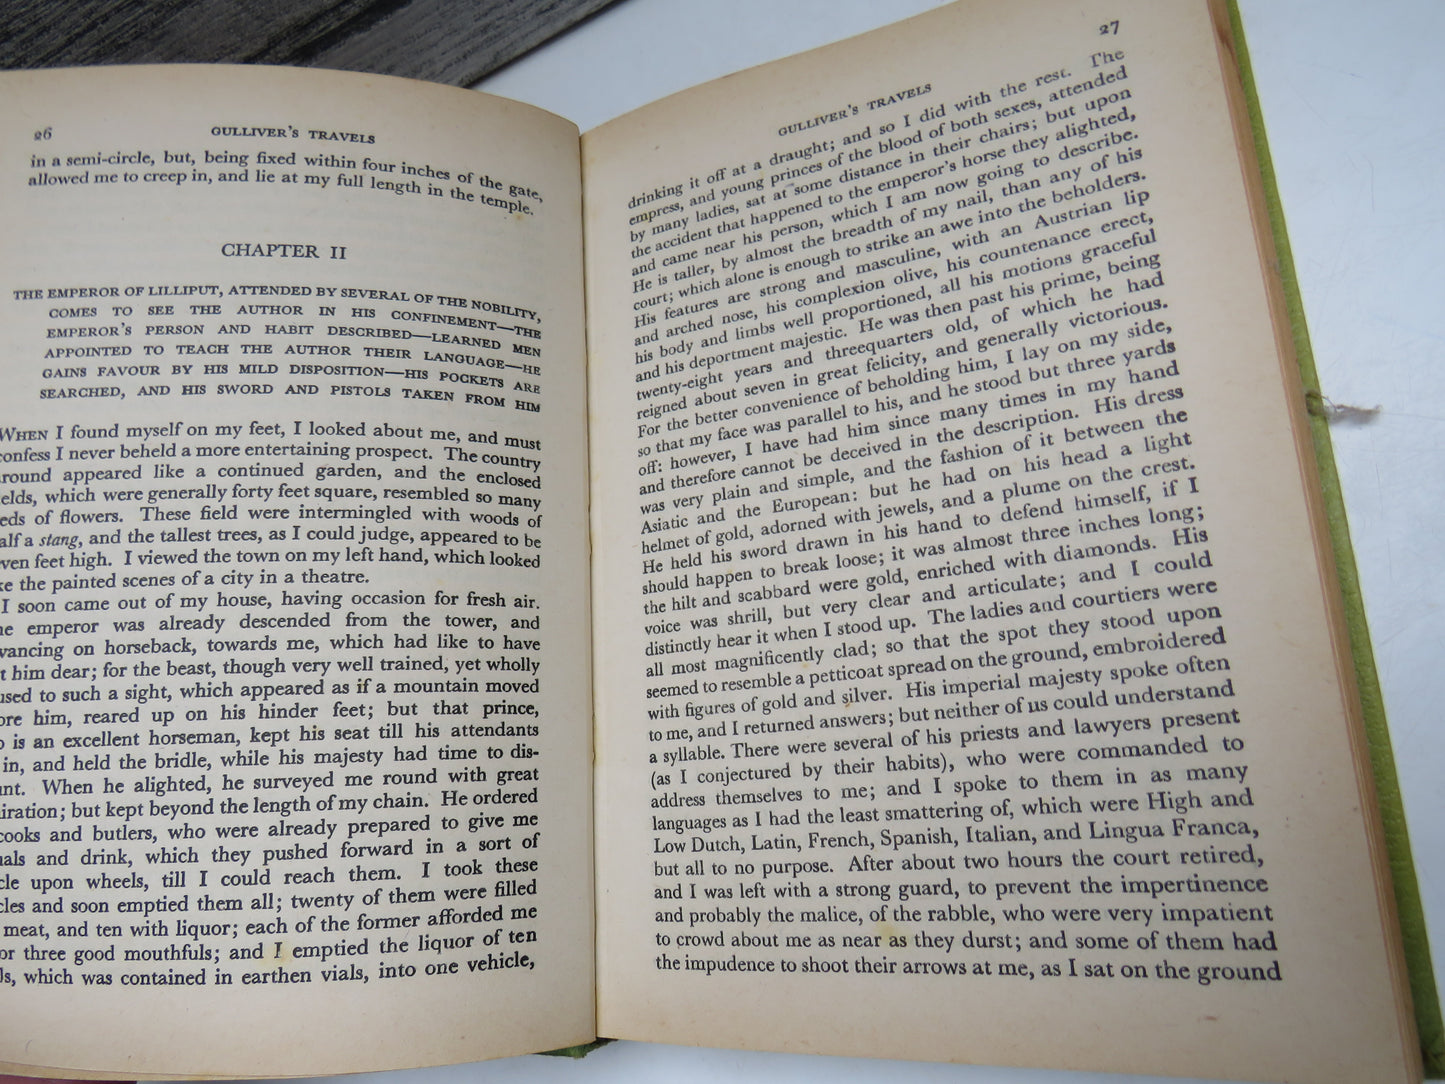 26
GULLIVER'S TRAVELS
in a semi-circle, but, being fixed within four inches of the gate,
allowed me to creep in, and lie at my full length in the temple.
CHAPTER II
THE EMPEROR OF LILLIPUT, ATTENDED BY SEVERAL OF THE NOBILITY,
COMES TO SEE THE AUTHOR IN HIS CONFINEMENT—THE
EMPEROR'S PERSON AND HABIT DESCRIBED—LEARNED MEN
APPOINTED TO TEACH THE AUTHOR THEIR LANGUAGE—HE
GAINS FAVOUR BY HIS MILD DISPOSITION—HIS POCKETS ARE
SEARCHED, AND HIS SWORD AND PISTOLS TAKEN FROM HIM
WHEN I found myself on my feet, I looked about me, and must
confess I never beheld a more entertaining prospect. The country
around appeared like a continued garden, and the enclosed
fields, which were generally forty feet square, resembled so many
beds of flowers. These field were intermingled with woods of
half a stang, and the tallest trees, as I could judge, appeared to be
seven feet high. I viewed the town on my left hand, which looked
like the painted scenes of a city in a theatre.
I soon came out of my house, having occasion for fresh air.
The emperor was already descended from the tower, and
advancing on horseback, towards me, which had like to have
him dear; for the beast, though very well trained, yet wholly
unused to such a sight, which appeared as if a mountain moved
before him, reared up on his hinder feet; but that prince,
who is an excellent horseman, kept his seat till his attendants
in, and held the bridle, while his majesty had time to dis-
mount. When he alighted, he surveyed me round with great
admiration; but kept beyond the length of my chain. He ordered
cooks and butlers, who were already prepared to give me
victuals and drink, which they pushed forward in a sort of
vehicle upon wheels, till I could reach them. I took these
vehicles and soon emptied them all; twenty of them were filled
meat, and ten with liquor; each of the former afforded me
or three good mouthfuls; and I emptied the liquor of ten
vessels, which was contained in earthen vials, into one vehicle,
27
GULLIVER'S TRAVELS
drinking it off at a draught; and so I did with the rest. The
empress, and young princes of the blood of both sexes, attended
by many ladies, sat at some distance in their chairs; but upon
the accident that happened to the emperor's horse they alighted,
and came near his person, which I am now going to describe.
He is taller, by almost the breadth of my nail, than any of his
court; which alone is enough to strike an awe into the beholders.
His features are strong and masculine, with an Austrian lip
and arched nose, his complexion olive, his countenance erect,
his body and limbs well proportioned, all his motions graceful
and his deportment majestic. He was then past his prime, being
twenty-eight years and threequarters old, of which he had
reigned about seven in great felicity, and generally victorious.
For the better convenience of beholding him, I lay on my side,
so that my face was parallel to his, and he stood but three yards
off: however, I have had him since many times in my hand
and therefore cannot be deceived in the description. His dress
was very plain and simple, and the fashion of it between the
Asiatic and the European: but he had on his head a light
helmet of gold, adorned with jewels, and a plume on the crest.
He held his sword drawn in his hand to defend himself, if I
should happen to break loose; it was almost three inches long;
the hilt and scabbard were gold, enriched with diamonds. His
voice was shrill, but very clear and articulate; and I could
distinctly hear it when I stood up. The ladies and courtiers were
all most magnificently clad; so that the spot they stood upon
seemed to resemble a petticoat spread on the ground, embroidered
with figures of gold and silver. His imperial majesty spoke often
to me, and I returned answers; but neither of us could understand
a syllable. There were several of his priests and lawyers present
(as I conjectured by their habits), who were commanded to
address themselves to me; and I spoke to them in as many
languages as I had the least smattering of, which were High and
Low Dutch, Latin, French, Spanish, Italian, and Lingua Franca,
but all to no purpose. After about two hours the court retired,
and I was left with a strong guard, to prevent the impertinence
and probably the malice, of the rabble, who were very impatient
to crowd about me as near as they durst; and some of them had
the impudence to shoot their arrows at me, as I sat on the ground